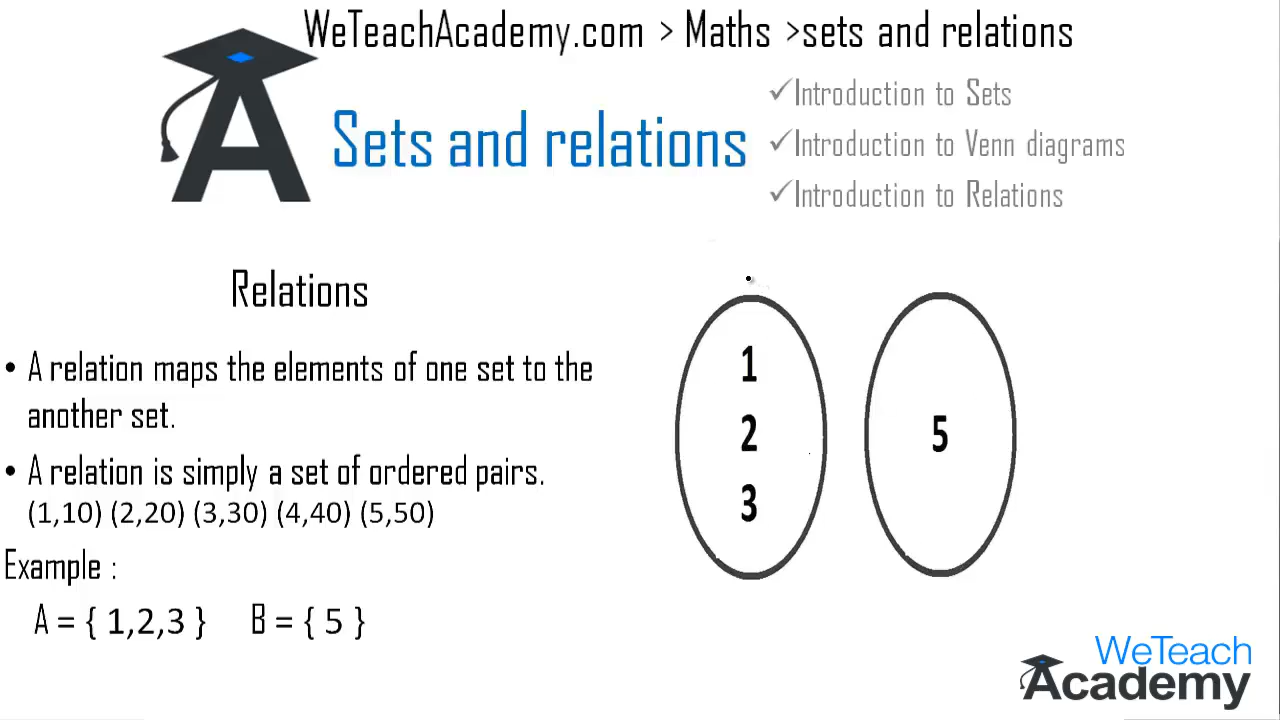 WeTeachAcademy.com > Maths >sets and relations
Sets and relations
✓Introduction to Sets
✓Introduction to Venn diagrams
✓Introduction to Relations
Relations
• A relation maps the elements of one set to the
another set.
• A relation is simply a set of ordered pairs.
(1,10) (2,20) (3,30) (4,40) (5,50)
Example :
A = { 1,2,3 } B = { 5 }
1
2
3
5
WeTeach
Academy